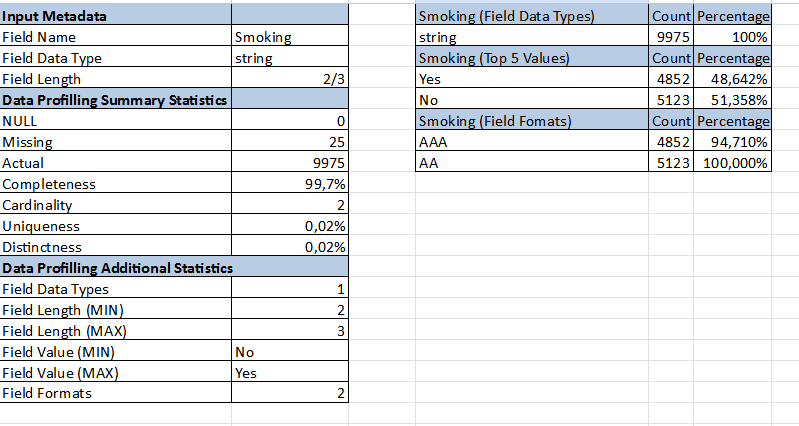 Input Metadata
Field Name Smoking
Field Data Type string
Field Length 2/3
Data Profilling Summary Statistics
NULL 0
Missing 25
Actual 9975
Completeness 99,7%
Cardinality 2
Uniqueness 0,02%
Distinctness 0,02%
Data Profilling Additional Statistics
Field Data Types 1
Field Length (MIN) 2
Field Length (MAX) 3
Field Value (MIN) No
Field Value (MAX) Yes
Field Formats 2
Smoking (Field Data Types) Count Percentage
string 9975 100%
Smoking (Top 5 Values) Count Percentage
Yes 4852 48,642%
No 5123 51,358%
Smoking (Field Fomats) Count Percentage
AAA 4852 94,710%
AA 5123 100,000%